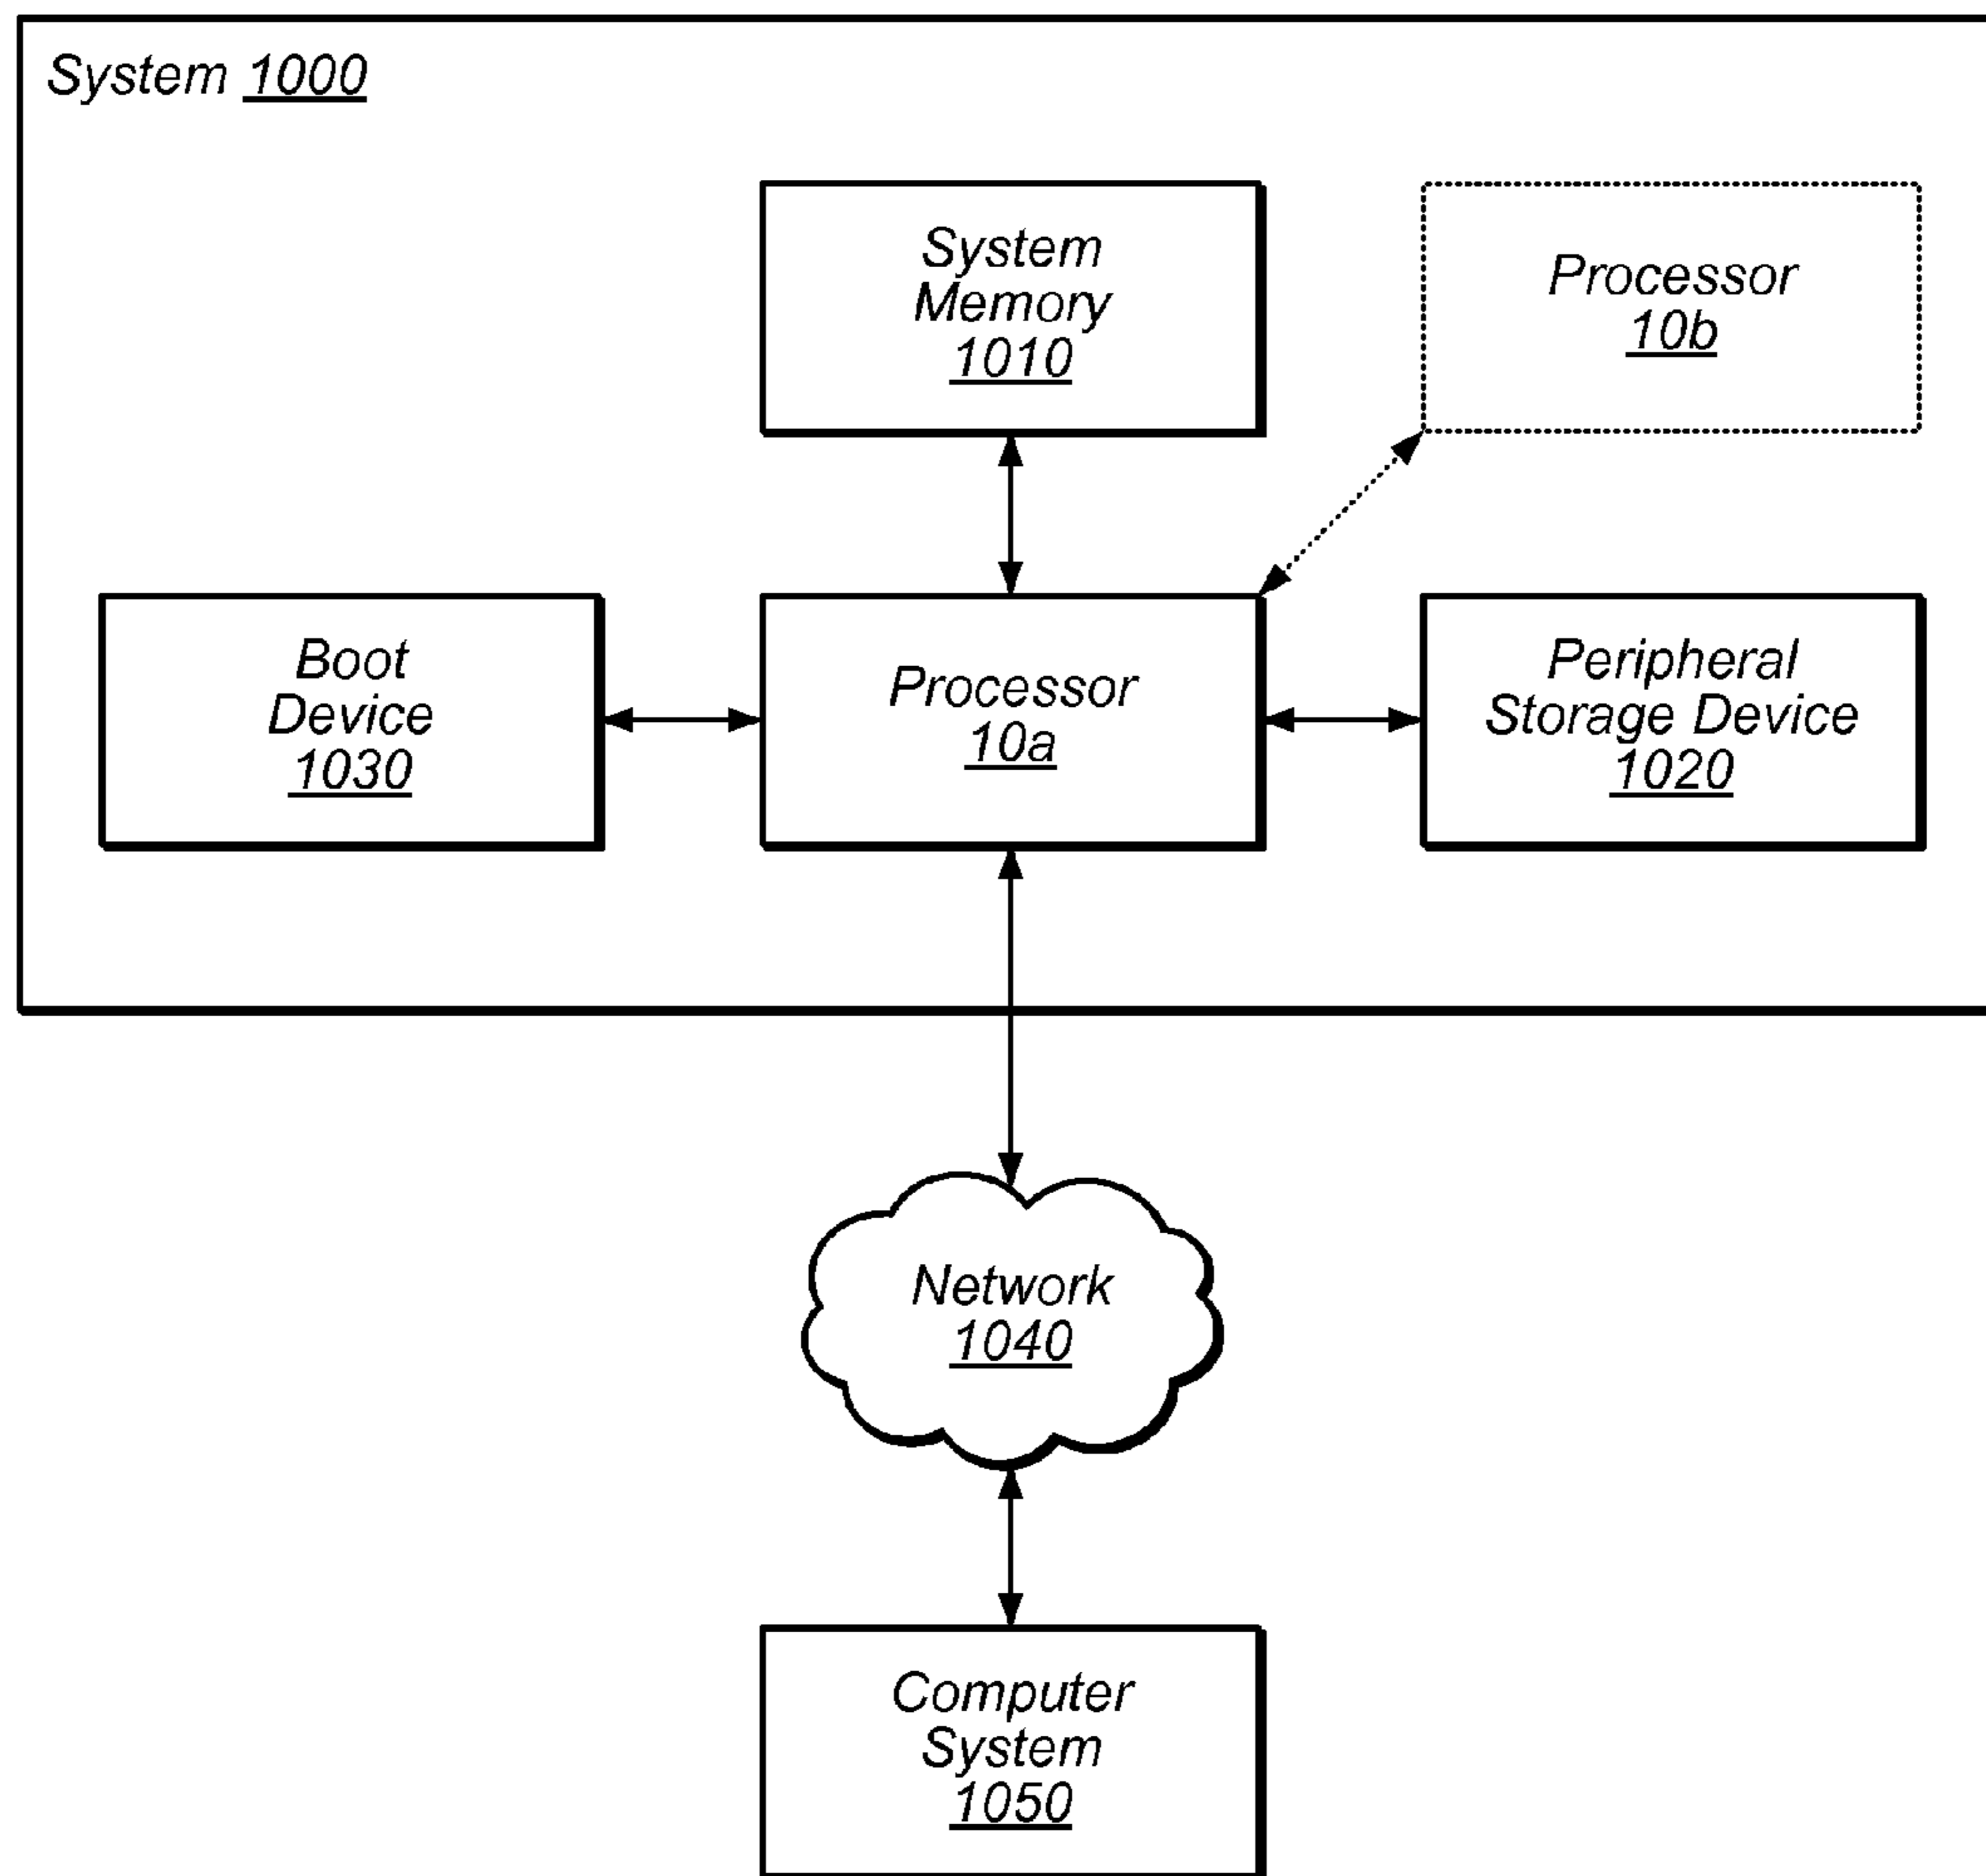 System 1000
System
Memory
1010
Processor
10b
Boot
Device
1030
Processor
10a
Peripheral
Storage Device
1020
Network
1040
Computer
System
1050